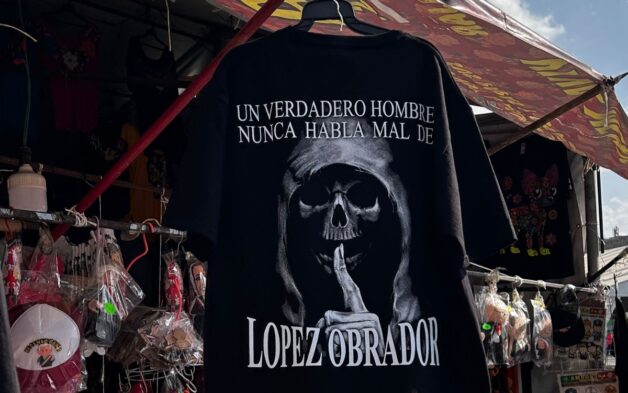 UN VERDADERO HOMBRE
NUNCA HABLA MAL DE
LOPEZ OBRADOR